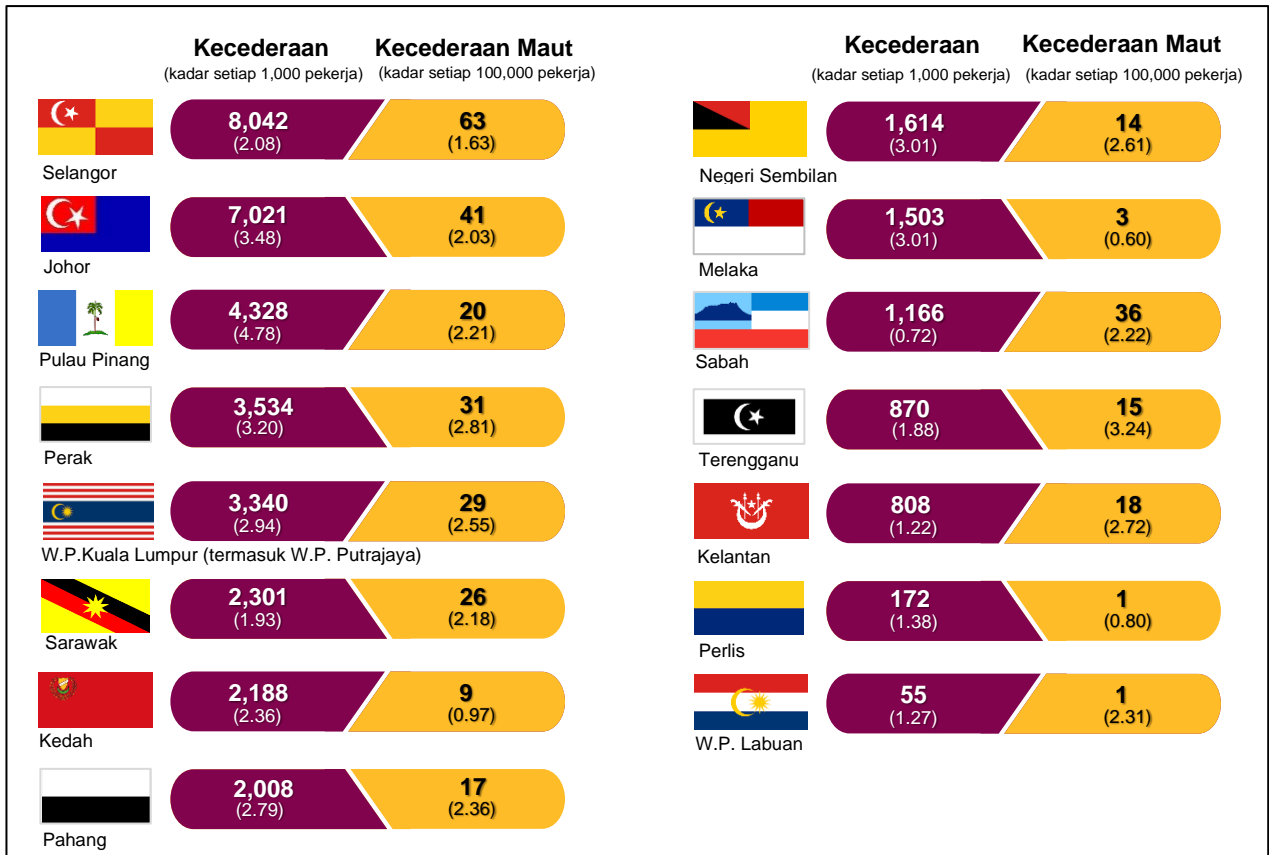 Kecederaan Kecederaan Maut
(kadar setiap 1,000 pekerja) (kadar setiap 100,000 pekerja)
8,042 63
(2.08) (1.63)
Selangor
7,021 41
(3.48) (2.03)
Johor
4,328 20
(4.78) (2.21)
Pulau Pinang
3,534 31
(3.20) (2.81)
Perak
3,340 29
(2.94) (2.55)
W.P.Kuala Lumpur (termasuk W.P. Putrajaya)
2,301 26
(1.93) (2.18)
Sarawak
2,188 9
(2.36) (0.97)
Kedah
2,008 17
(2.79) (2.36)
Pahang
Kecederaan Kecederaan Maut
(kadar setiap 1,000 pekerja) (kadar setiap 100,000 pekerja)
1,614 14
(3.01) (2.61)
Negeri Sembilan
1,503 3
(3.01) (0.60)
Melaka
1,166 36
(0.72) (2.22)
Sabah
870 15
(1.88) (3.24)
Terengganu
808 18
(1.22) (2.72)
Kelantan
172 1
(1.38) (0.80)
Perlis
55 1
(1.27) (2.31)
W.P. Labuan